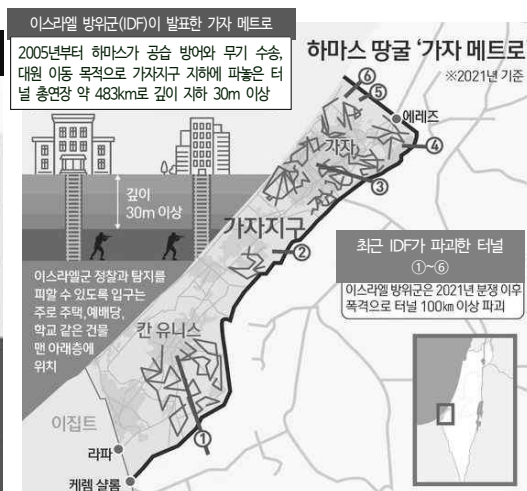 이스라엘 방위군(IDF)이 발표한 가자 메트로
2005년부터 하마스가 공습 방어와 무기 수송,
대원 이동 목적으로 가자지구 지하에 파놓은 터
널 총연장 약 483km로 깊이 지하 30m 이상
하마스 땅굴 '가자 메트로
※2021년 기준
⑥
⑤
에레즈
④
가자
③
깊이
30m 이상
가자지구
②
최근 IDF가 파괴한 터널
①~⑥
이스라엘 방위군은 2021년 분쟁 이후
폭격으로 터널 100km 이상 파괴
이스라엘군 정찰과 탐지를
피할 수 있도록 입구는
주로 주택, 예배당,
학교 같은 건물
맨 아래층에
위치
칸 유니스
이집트
①
라파
케렘 샬롬